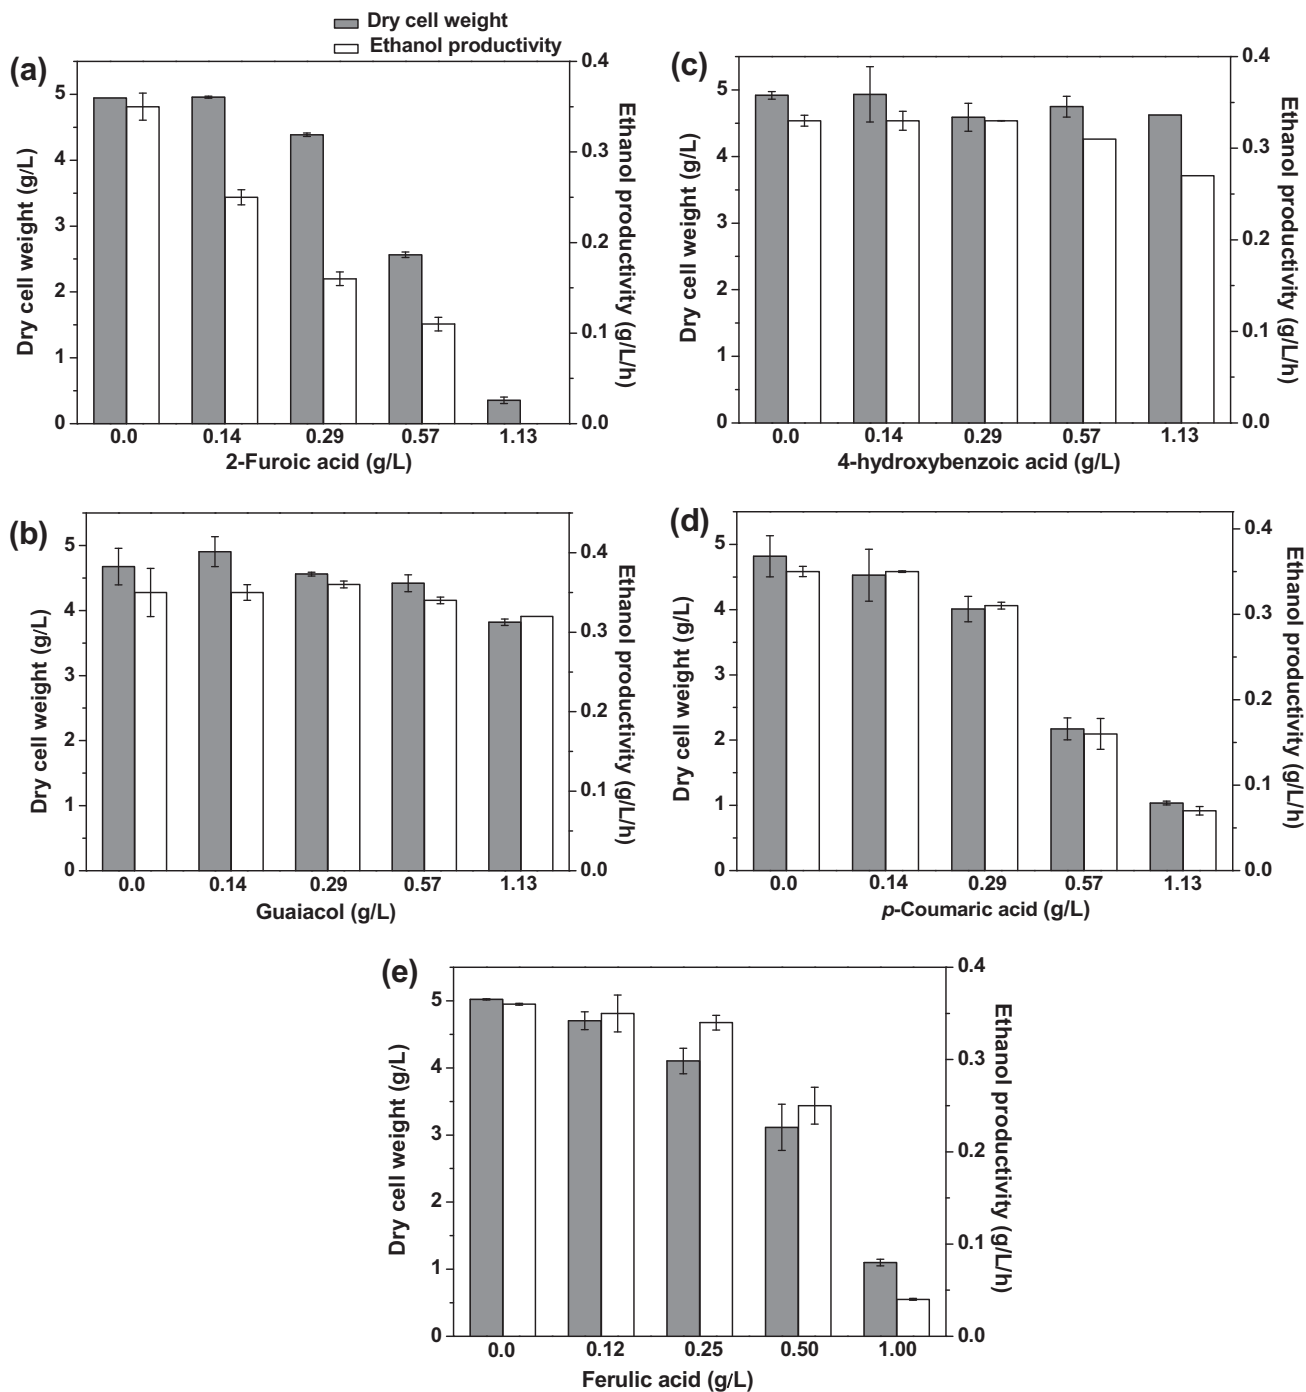 Dry cell weight
Ethanol productivity
(a)
Dry cell weight (g/L)
5
4
3
2
1
0
0.4
0.3
0.2
0.1
0.0
Ethanol productivity (g/L/h)
0.0 0.14 0.29 0.57 1.13
2-Furoic acid (g/L)
(c)
Dry cell weight (g/L)
5
4
3
2
1
0
0.4
0.3
0.2
0.1
0.0
Ethanol productivity (g/L/h)
0.0 0.14 0.29 0.57 1.13
4-hydroxybenzoic acid (g/L)
(b)
Dry cell weight (g/L)
5
4
3
2
1
0
0.4
0.3
0.2
0.1
0.0
Ethanol productivity (g/L/h)
0.0 0.14 0.29 0.57 1.13
Guaiacol (g/L)
(d)
Dry cell weight (g/L)
5
4
3
2
1
0
0.4
0.3
0.2
0.1
0.0
Ethanol productivity (g/L/h)
0.0 0.14 0.29 0.57 1.13
p-Coumaric acid (g/L)
(e)
Dry cell weight (g/L)
5
4
3
2
1
0
0.4
0.3
0.2
0.1
0.0
Ethanol productivity (g/L/h)
0.0 0.12 0.25 0.50 1.00
Ferulic acid (g/L)